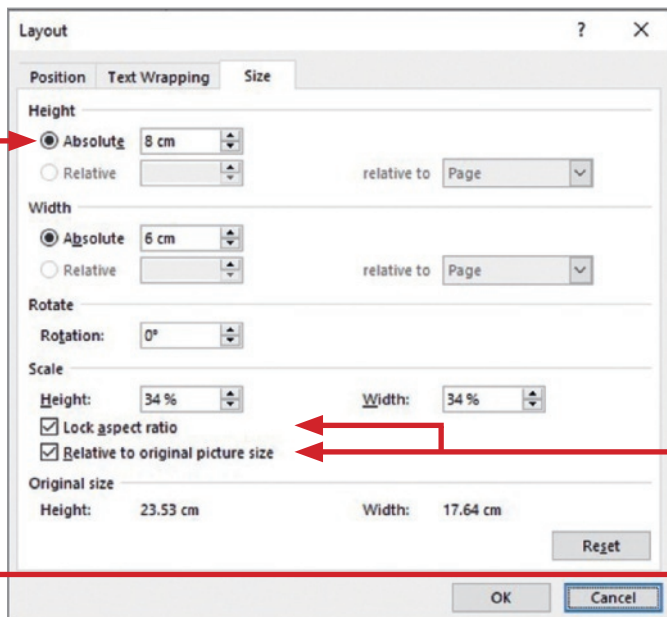 Layout ? ×
Position Text Wrapping Size
Height
Absolute 8 cm
Relative relative to Page
Width
Absolute 6 cm
Relative relative to Page
Rotate
Rotation: 0°
Scale
Height: 34 % Width: 34 %
Lock aspect ratio
Relative to original picture size
Original size
Height: 23.53 cm Width: 17.64 cm
Reset
OK Cancel